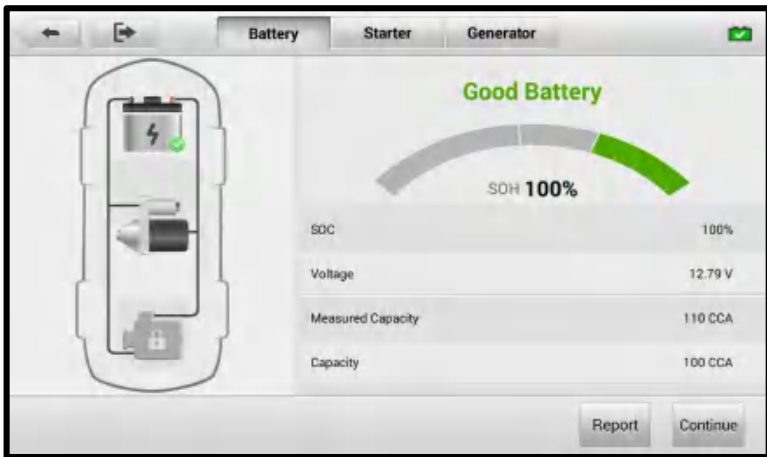 Battery Starter Generator
Good Battery
SOH 100%
SOC 100%
Voltage 12.79 V
Measured Capacity 110 CCA
Capacity 100 CCA
Report Continue